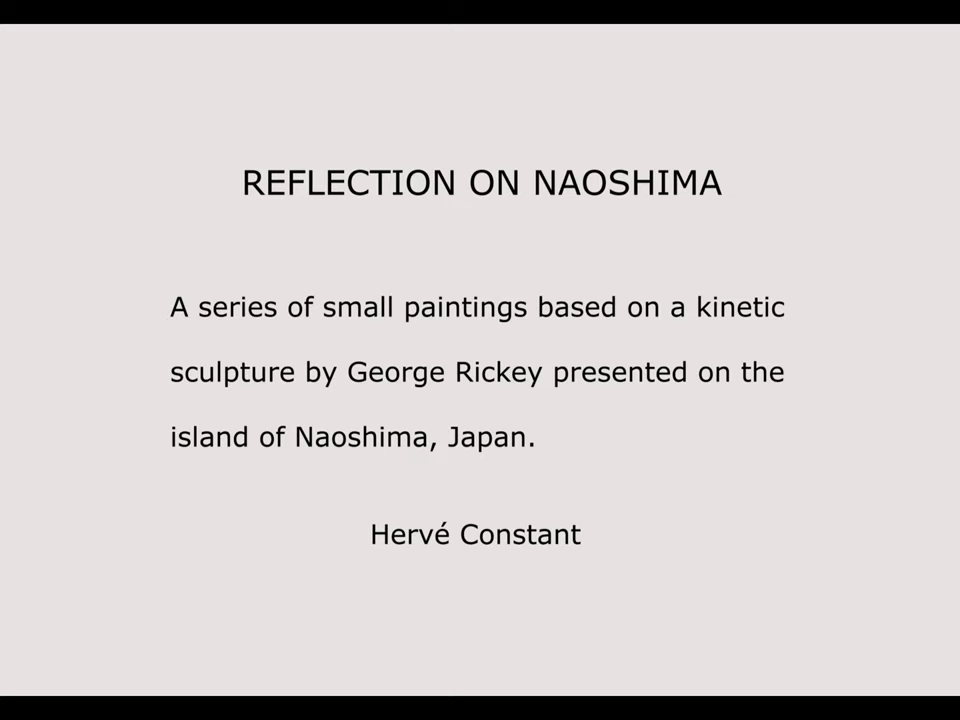 REFLECTION ON NAOSHIMA
A series of small paintings based on a kinetic
sculpture by George Rickey presented on the
island of Naoshima, Japan.
Hervé Constant